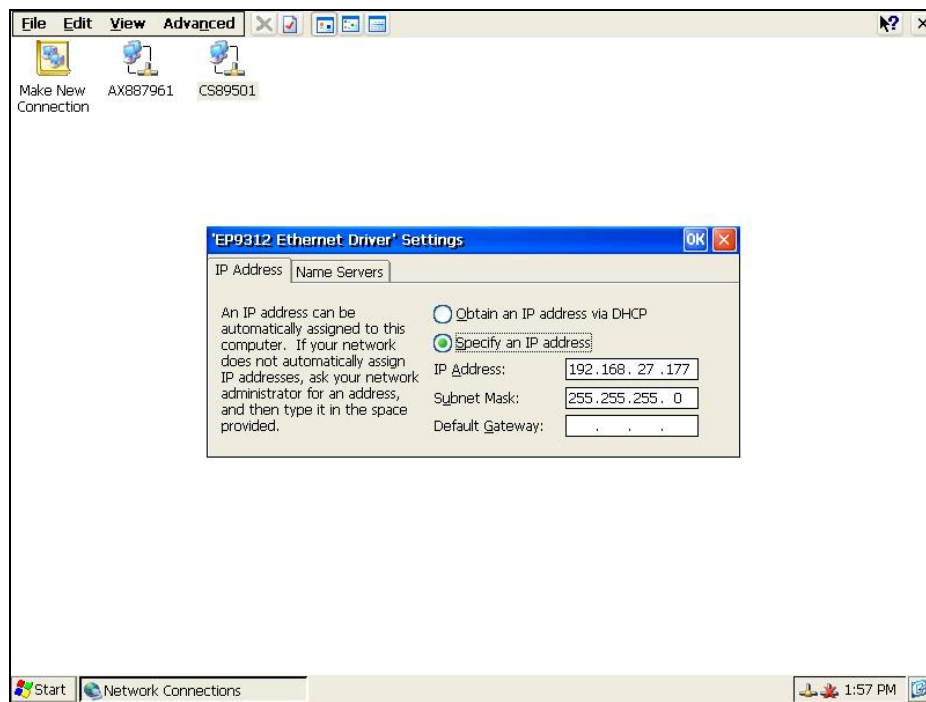 File Edit View Advanced
Make New
Connection
AX887961
CS89501
'EP9312 Ethernet Driver' Settings
OK
IP Address
Name Servers
An IP address can be
automatically assigned to this
computer. If your network
does not automatically assign
IP addresses, ask your network
administrator for an address,
and then type it in the space
provided.
Obtain an IP address via DHCP
Specify an IP address
IP Address: 192.168. 27 .177
Subnet Mask: 255.255.255. 0
Default Gateway: . . .
Start
Network Connections
1:57 PM